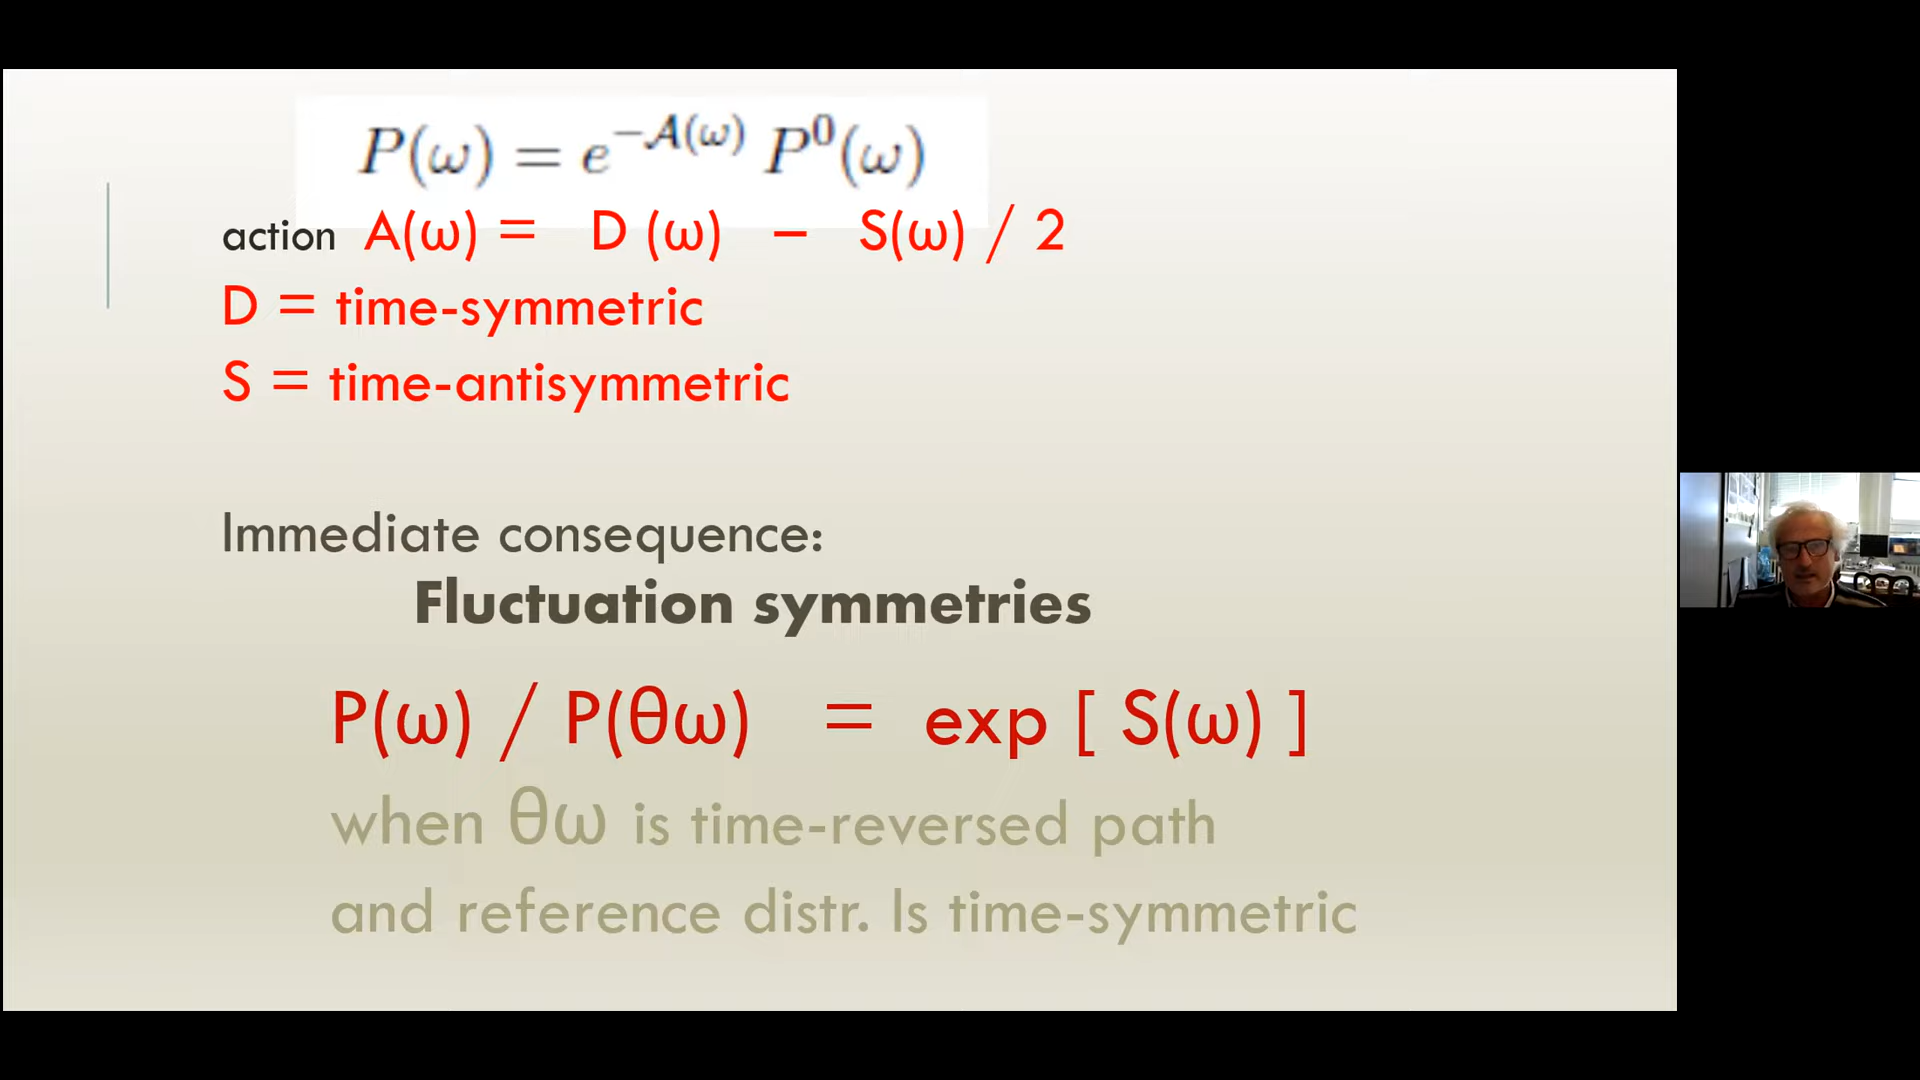 P(ω) = e^{-A(ω)} P^0(ω)
action A(ω) = D (ω) – S(ω) / 2
D = time-symmetric
S = time-antisymmetric
Immediate consequence:
Fluctuation symmetries
P(ω) / P(θω) = exp [ S(ω) ]
when θω is time-reversed path
and reference distr. Is time-symmetric